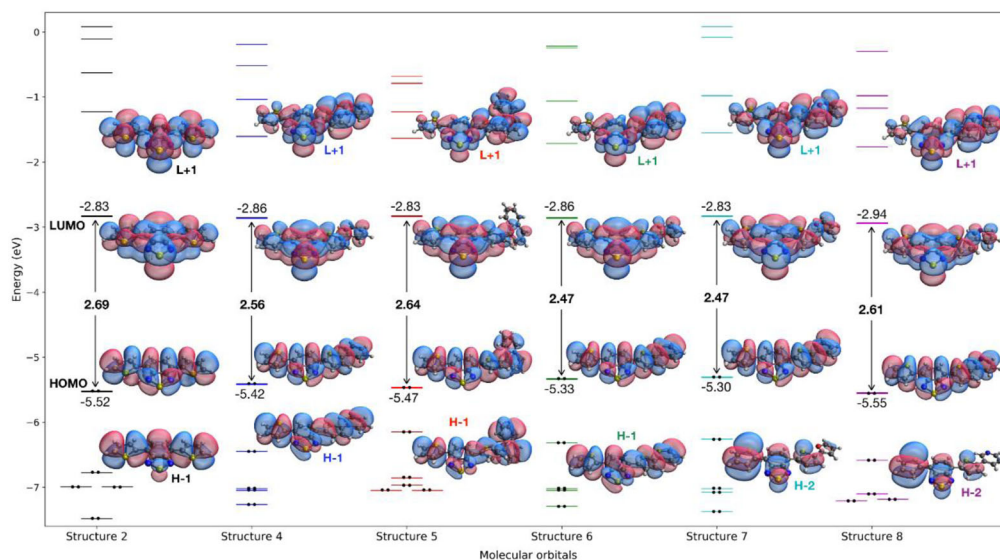 0
−1
L+1
L+1
L+1
L+1
L+1
L+1
−2
-2.83
-2.86
-2.83
-2.86
-2.83
-2.94
LUMO
−3
Energy (eV)
−4
2.69
2.56
2.64
2.47
2.47
2.61
−5
HOMO
-5.52
-5.42
-5.47
-5.33
-5.30
-5.55
−6
H-1
H-1
H-1
H-1
H-2
H-2
−7
Structure 2
Structure 4
Structure 5
Structure 6
Structure 7
Structure 8
Molecular orbitals